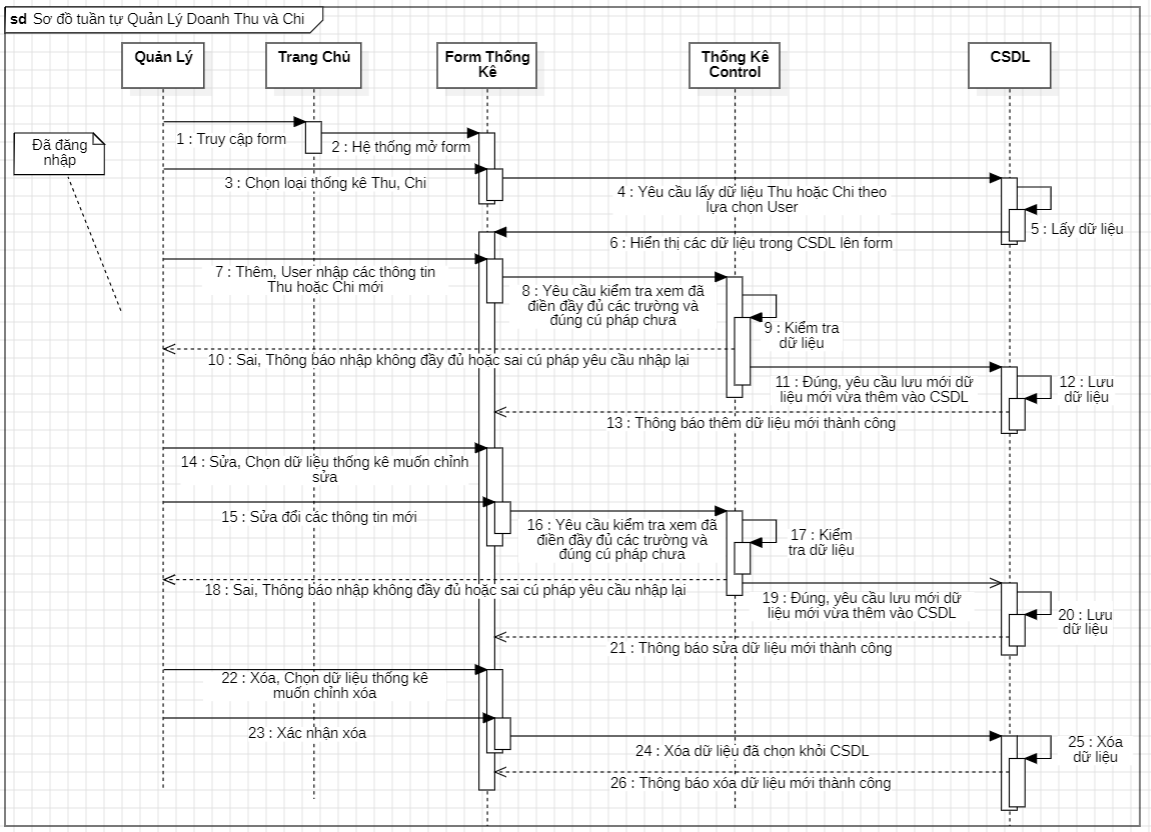 sd Sơ đồ tuần tự Quản Lý Doanh Thu và Chi
Quản Lý
Trang Chủ
Form Thống
Kê
Thống Kê
Control
CSDL
Đã đăng
nhập
1 : Truy cập form
2 : Hệ thống mở form
3 : Chọn loại thống kê Thu, Chi
4 : Yêu cầu lấy dữ liệu Thu hoặc Chi theo
lựa chọn User
5 : Lấy dữ liệu
6 : Hiển thị các dữ liệu trong CSDL lên form
7 : Thêm, User nhập các thông tin
Thu hoặc Chi mới
8 : Yêu cầu kiểm tra xem đã
điền đầy đủ các trường và
đúng cú pháp chưa
9 : Kiểm tra
dữ liệu
10 : Sai, Thông báo nhập không đầy đủ hoặc sai cú pháp yêu cầu nhập lại
11 : Đúng, yêu cầu lưu mới dữ
liệu mới vừa thêm vào CSDL
12 : Lưu
dữ liệu
13 : Thông báo thêm dữ liệu mới thành công
14 : Sửa, Chọn dữ liệu thống kê muốn chỉnh
sửa
15 : Sửa đổi các thông tin mới
16 : Yêu cầu kiểm tra xem đã
điền đầy đủ các trường và
đúng cú pháp chưa
17 : Kiểm
tra dữ liệu
18 : Sai, Thông báo nhập không đầy đủ hoặc sai cú pháp yêu cầu nhập lại
19 : Đúng, yêu cầu lưu mới dữ
liệu mới vừa thêm vào CSDL
20 : Lưu
dữ liệu
21 : Thông báo sửa dữ liệu mới thành công
22 : Xóa, Chọn dữ liệu thống kê
muốn chỉnh xóa
23 : Xác nhận xóa
24 : Xóa dữ liệu đã chọn khỏi CSDL
25 : Xóa
dữ liệu
26 : Thông báo xóa dữ liệu mới thành công